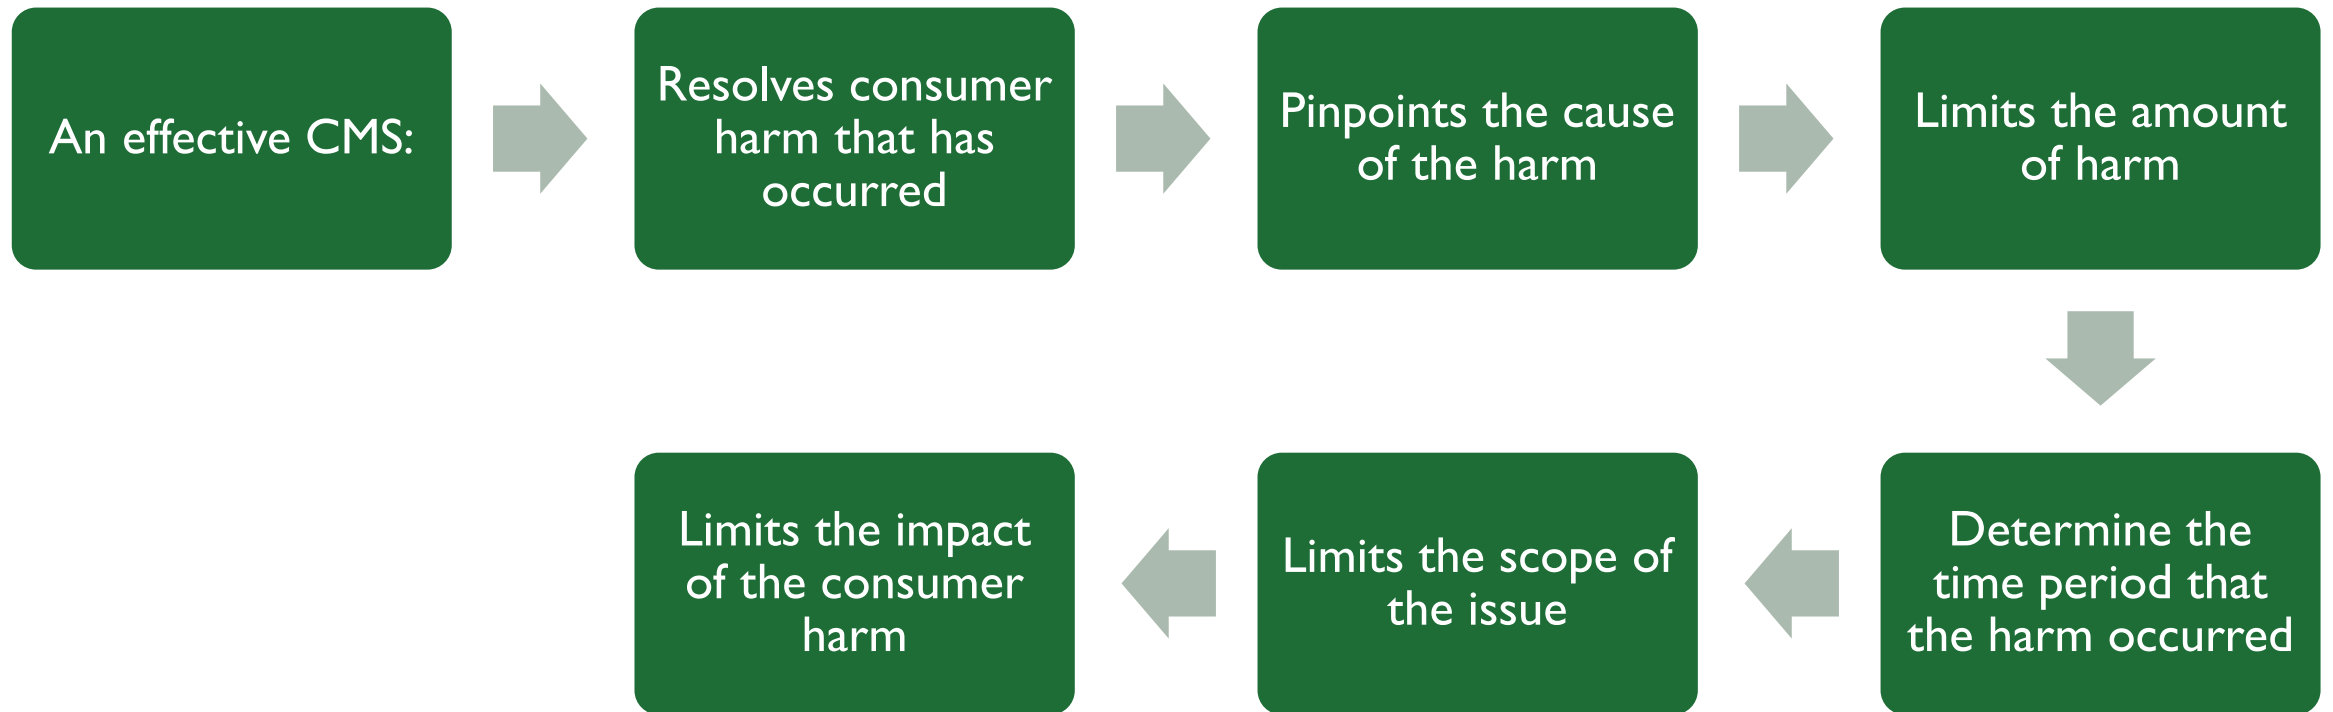 An effective CMS:
Resolves consumer
harm that has
occurred
Pinpoints the cause
of the harm
Limits the amount
of harm
Determine the
time period that
the harm occurred
Limits the scope of
the issue
Limits the impact
of the consumer
harm